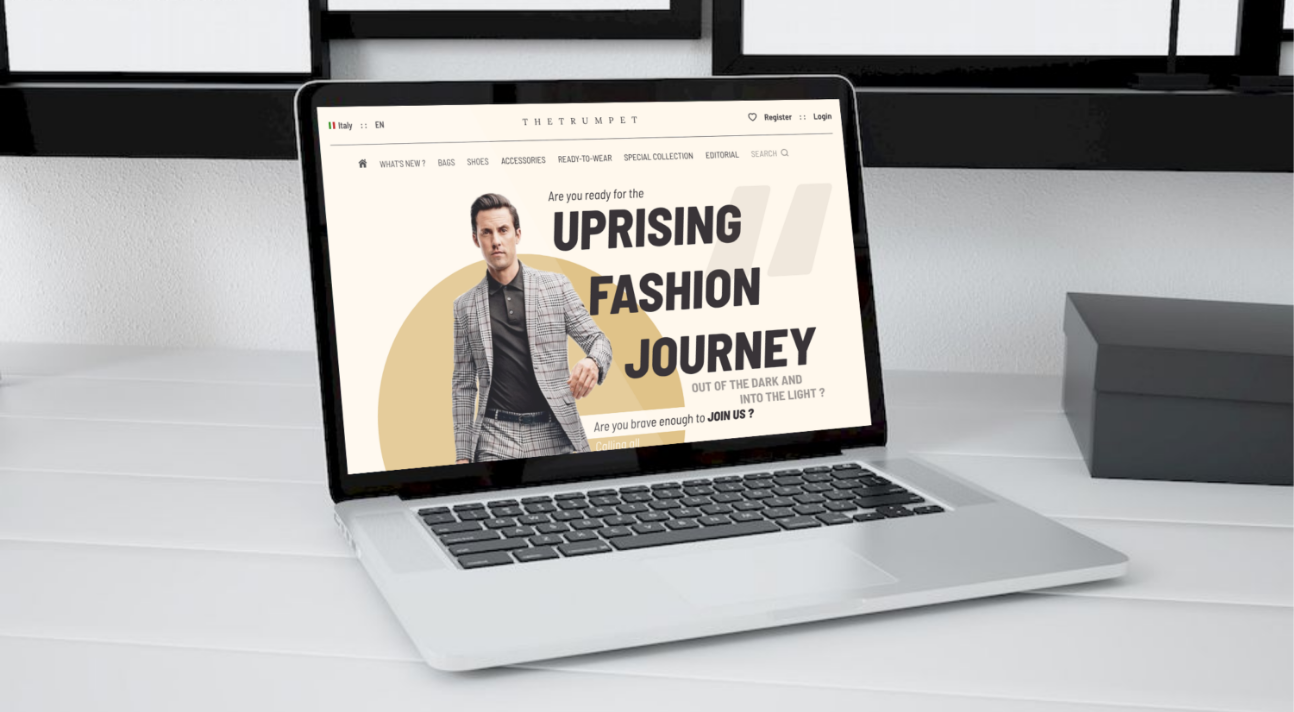 Italy :: EN
THETRUMPET
Register :: Login
WHAT'S NEW ? BAGS SHOES ACCESSORIES READY-TO-WEAR SPECIAL COLLECTION EDITORIAL SEARCH
Are you ready for the
UPRISING
FASHION
JOURNEY
OUT OF THE DARK AND
INTO THE LIGHT ?
Are you brave enough to JOIN US ?
Calling all